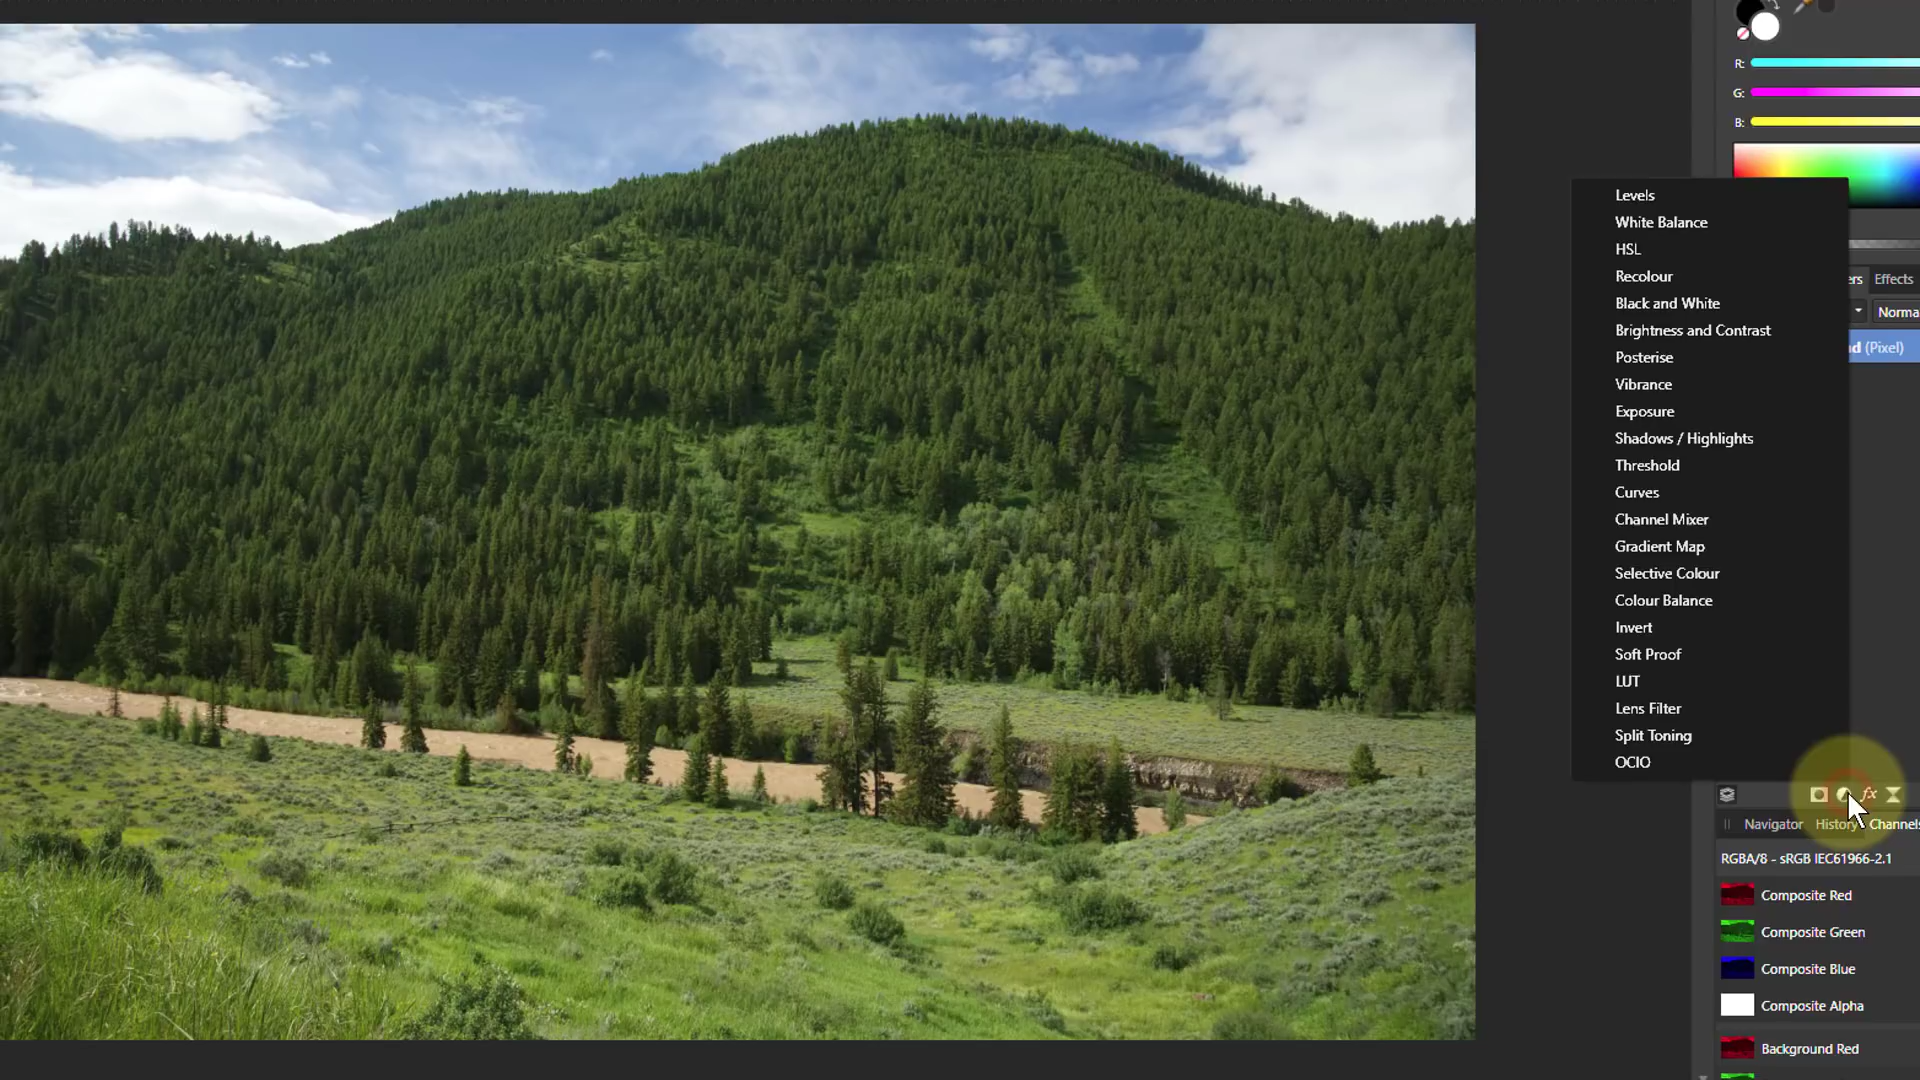 R:
G:
B:
Levels
White Balance
HSL
Recolour
Black and White
Brightness and Contrast
Posterise
Vibrance
Exposure
Shadows / Highlights
Threshold
Curves
Channel Mixer
Gradient Map
Selective Colour
Colour Balance
Invert
Soft Proof
LUT
Lens Filter
Split Toning
OCIO
ers Effects
Norma
nd (Pixel)
fx
Navigator History Channels
RGBA/8 - sRGB IEC61966-2.1
Composite Red
Composite Green
Composite Blue
Composite Alpha
Background Red